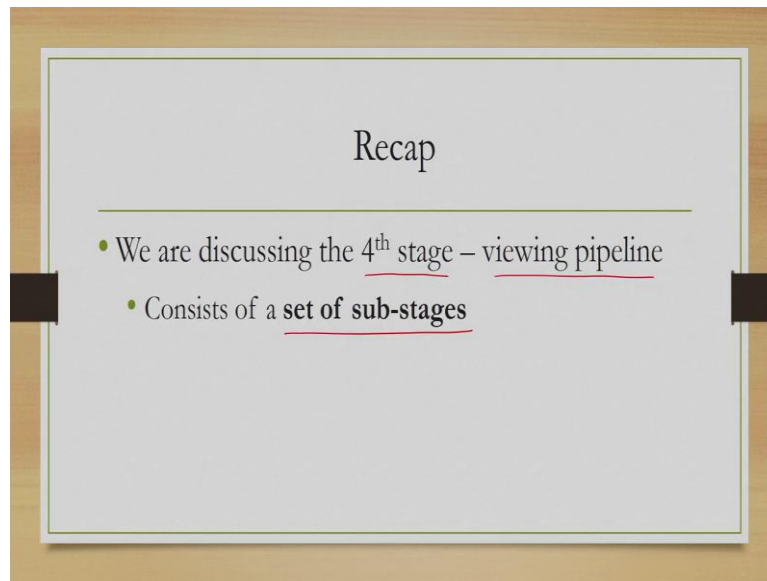 Recap
• We are discussing the 4th stage – viewing pipeline
• Consists of a set of sub-stages